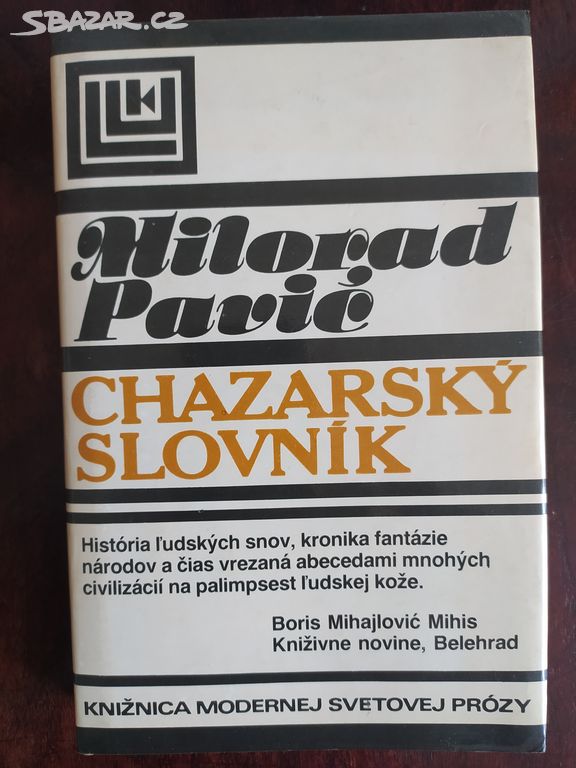 SBAZAR.CZ
Milorad
Pavić
CHAZARSKÝ
SLOVNÍK
História ľudských snov, kronika fantázie
národov a čias vrezaná abecedami mnohých
civilizácií na palimpsest ľudskej kože.
Boris Mihajlović Mihis
Kniživne novine, Belehrad
KNIŽNICA MODERNEJ SVETOVEJ PRÓZY